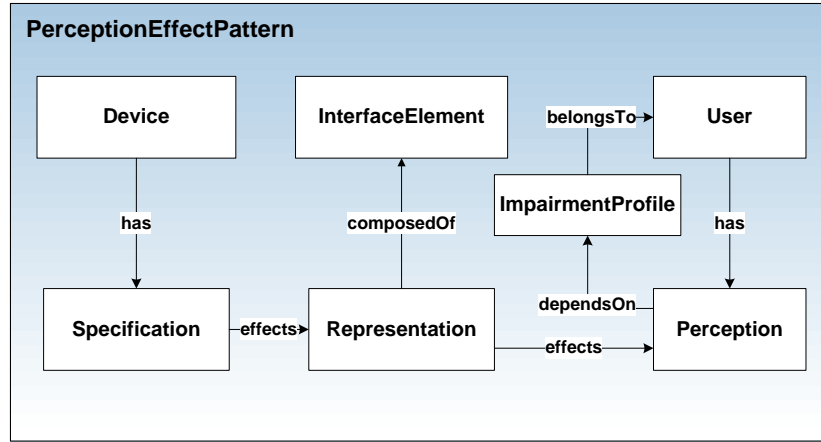 PerceptionEffectPattern
Device
InterfaceElement
belongsTo
User
ImpairmentProfile
has
composedOf
has
dependsOn
Specification
effects
Representation
effects
Perception